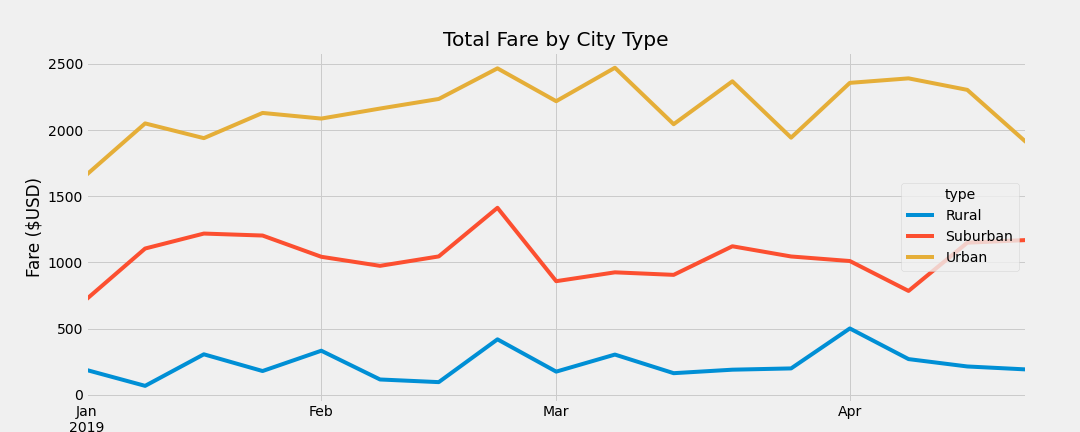 Total Fare by City Type
Fare ($USD)
2500
2000
1500
1000
500
0
type
Rural
Suburban
Urban
Jan
2019
Feb
Mar
Apr